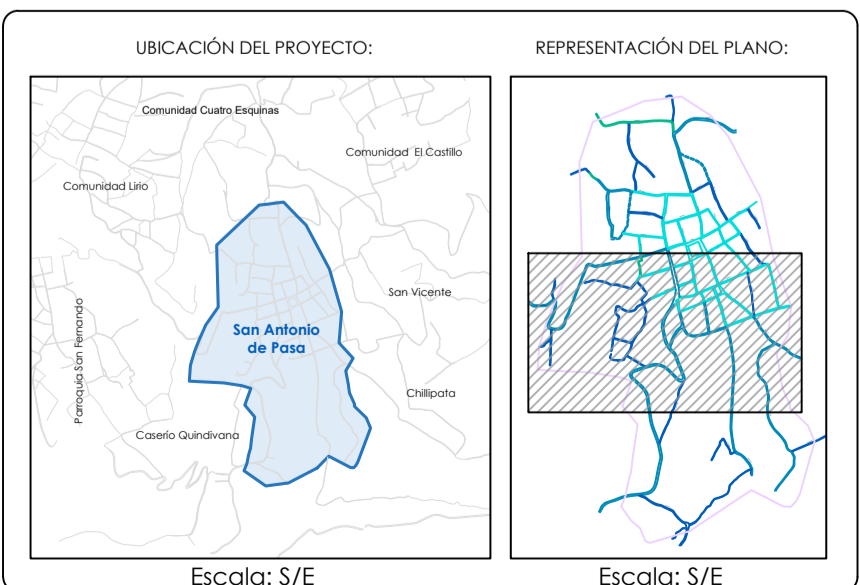 UBICACIÓN DEL PROYECTO:
REPRESENTACIÓN DEL PLANO:
Comunidad Cuatro Esquinas
Comunidad El Castillo
Comunidad Lirio
San Vicente
Parroquia San Fernando
San Antonio
de Pasa
Chillipata
Caserío Quindivana
Escala: S/E
Escala: S/E